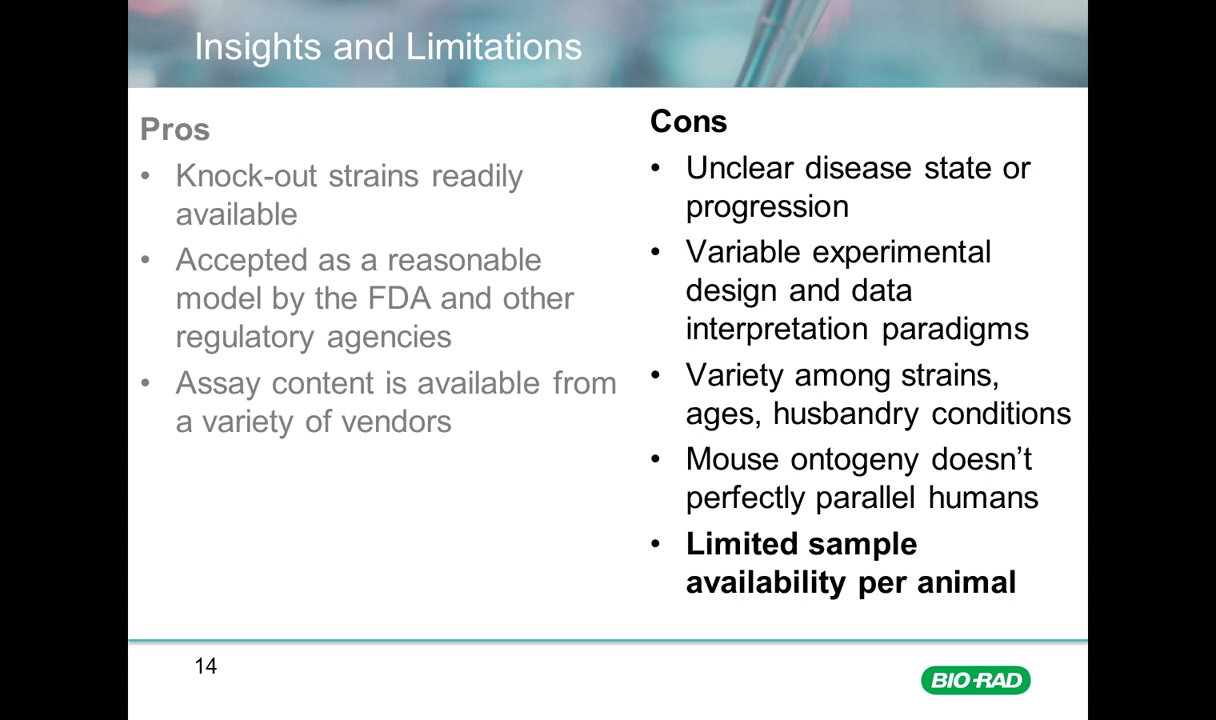 Insights and Limitations
Pros
• Knock-out strains readily
available
• Accepted as a reasonable
model by the FDA and other
regulatory agencies
• Assay content is available from
a variety of vendors
Cons
• Unclear disease state or
progression
• Variable experimental
design and data
interpretation paradigms
• Variety among strains,
ages, husbandry conditions
• Mouse ontogeny doesn’t
perfectly parallel humans
• Limited sample
availability per animal
14
BIO-RAD